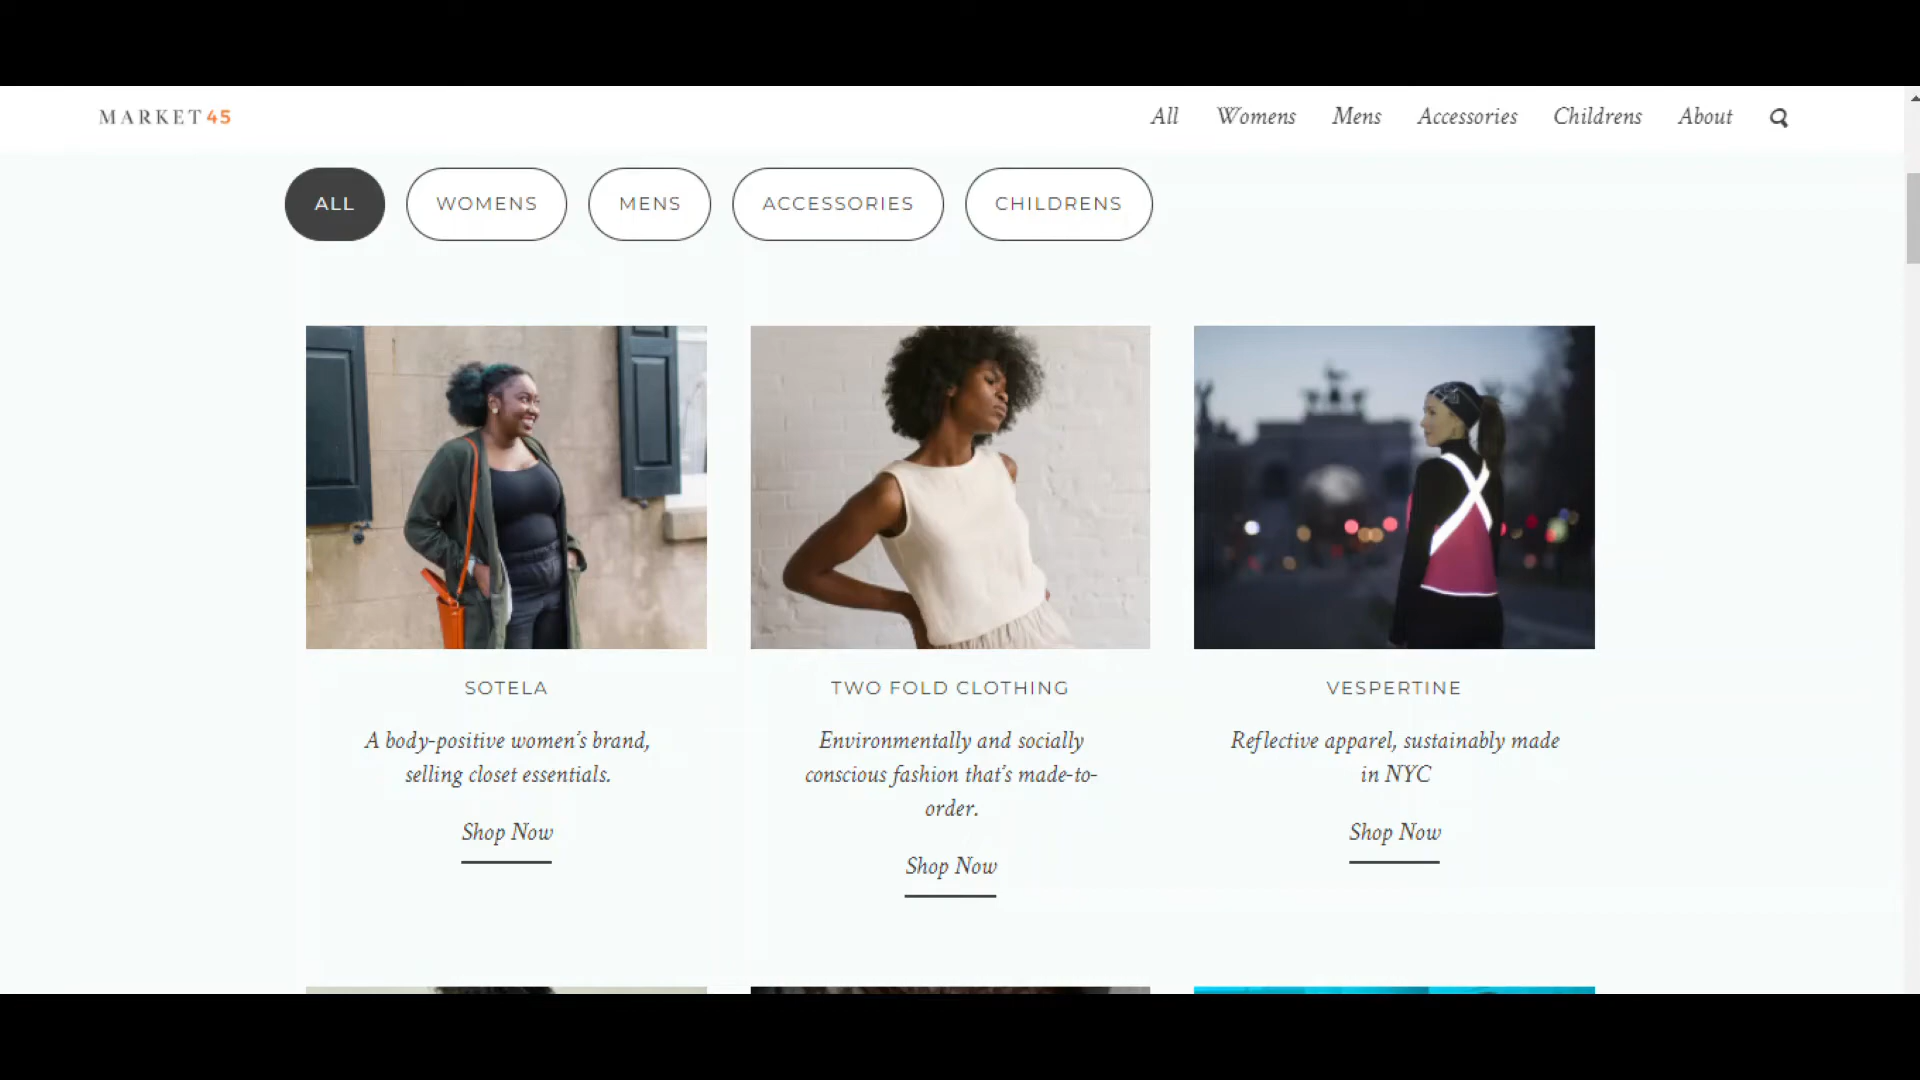 MARKET45
All Womens Mens Accessories Childrens About
ALL WOMENS MENS ACCESSORIES CHILDRENS
SOTELA
A body-positive women's brand,
selling closet essentials.
Shop Now
TWO FOLD CLOTHING
Environmentally and socially
conscious fashion that's made-to-
order.
Shop Now
VESPERTINE
Reflective apparel, sustainably made
in NYC
Shop Now